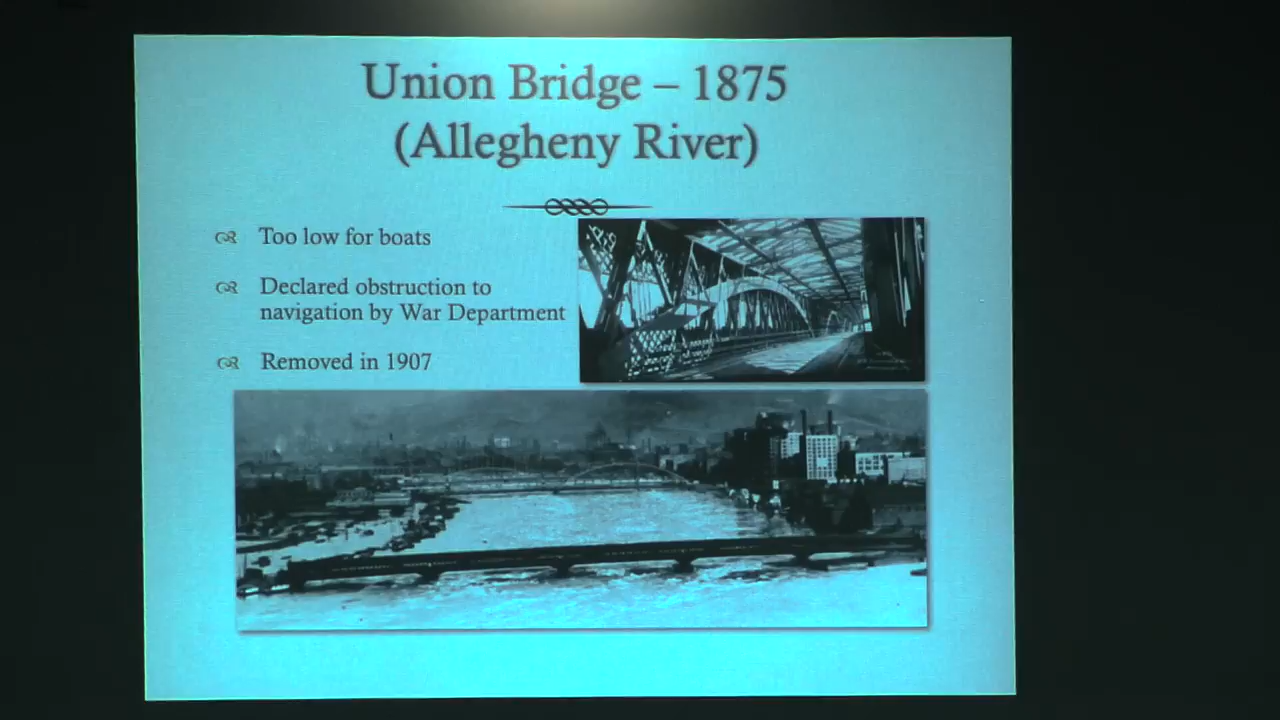 Union Bridge – 1875
(Allegheny River)
Too low for boats
Declared obstruction to
navigation by War Department
Removed in 1907